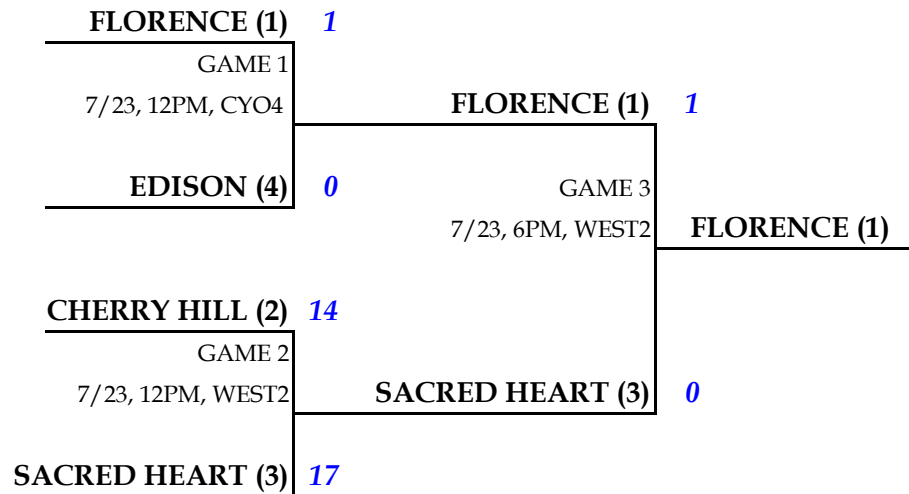 FLORENCE (1) 1
GAME 1
7/23, 12PM, CYO4
FLORENCE (1) 1
EDISON (4) 0
GAME 3
7/23, 6PM, WEST2
FLORENCE (1)
CHERRY HILL (2) 14
GAME 2
7/23, 12PM, WEST2
SACRED HEART (3) 0
SACRED HEART (3) 17